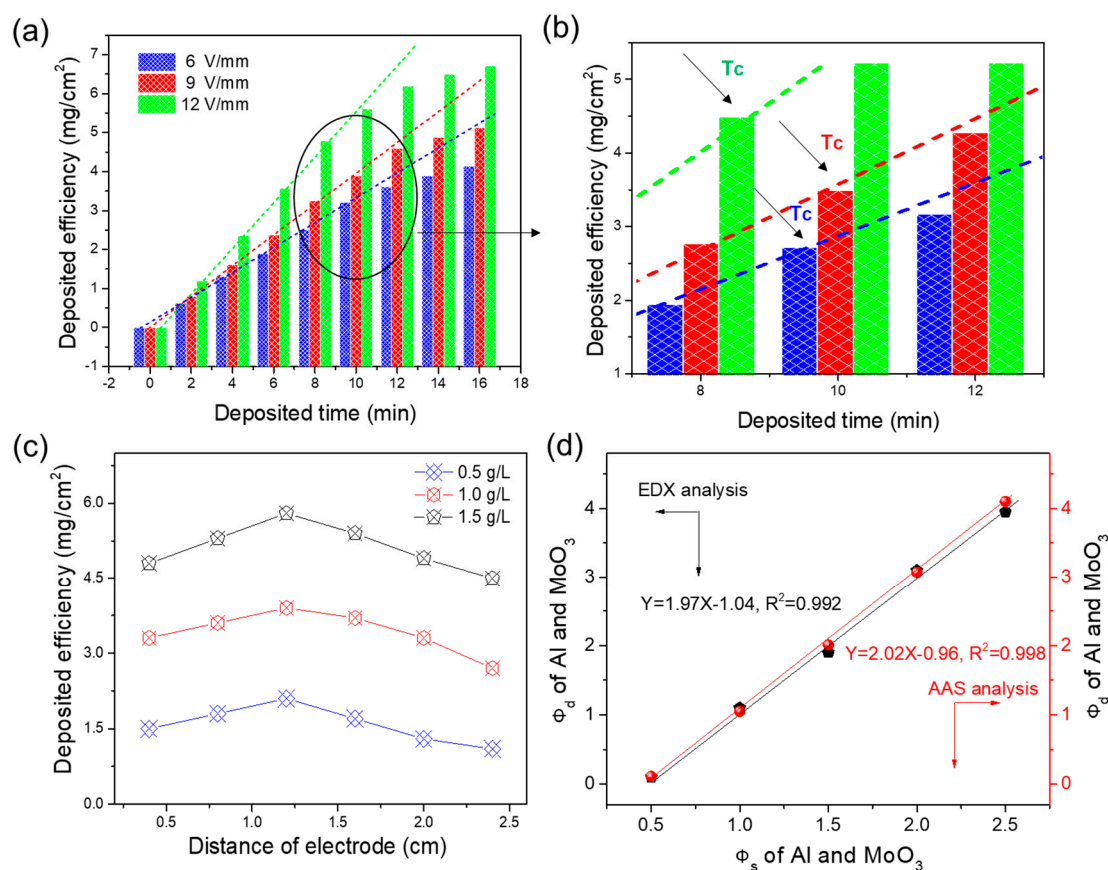 (a)
6 V/mm
9 V/mm
12 V/mm
Deposited efficiency (mg/cm²)
7
6
5
4
3
2
1
0
-1
-2 0 2 4 6 8 10 12 14 16 18
Deposited time (min)
(b)
Tc
Tc
Tc
Deposited efficiency (mg/cm²)
5
4
3
2
1
8 10 12
Deposited time (min)
(c)
0.5 g/L
1.0 g/L
1.5 g/L
Deposited efficiency (mg/cm²)
6.0
4.5
3.0
1.5
0.0
0.5 1.0 1.5 2.0 2.5
Distance of electrode (cm)
(d)
EDX analysis
Y=1.97X-1.04, R²=0.992
Y=2.02X-0.96, R²=0.998
AAS analysis
Φd of Al and MoO₃
4
3
2
1
0
Φd of Al and MoO₃
4
3
2
1
0
0.5 1.0 1.5 2.0 2.5
Φs of Al and MoO₃